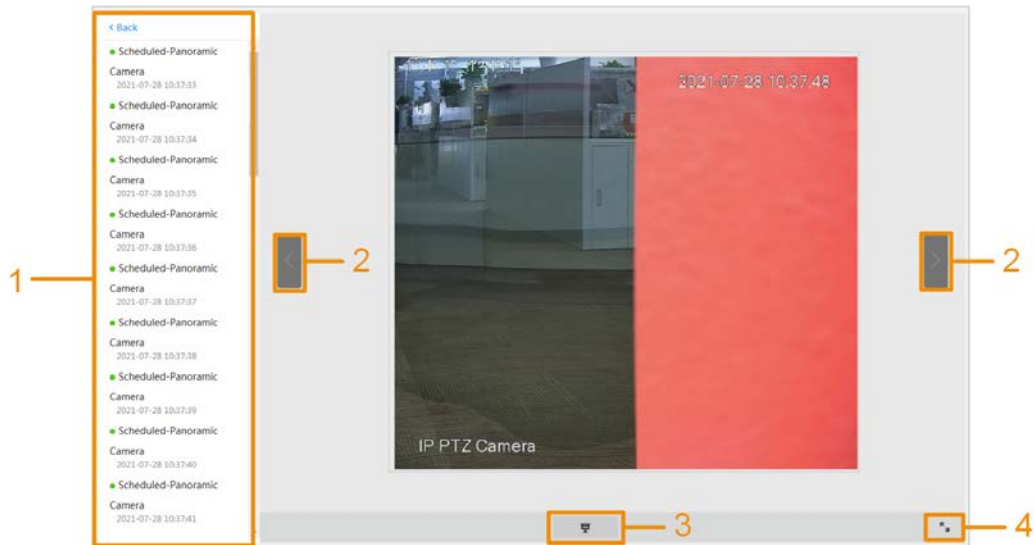 < Back
Scheduled-Panoramic
Camera
2021-07-28 10:37:33
Scheduled-Panoramic
Camera
2021-07-28 10:37:34
Scheduled-Panoramic
Camera
2021-07-28 10:37:35
Scheduled-Panoramic
Camera
2021-07-28 10:37:36
Scheduled-Panoramic
Camera
2021-07-28 10:37:37
Scheduled-Panoramic
Camera
2021-07-28 10:37:38
Scheduled-Panoramic
Camera
2021-07-28 10:37:39
Scheduled-Panoramic
Camera
2021-07-28 10:37:40
Scheduled-Panoramic
Camera
2021-07-28 10:37:41
1
2
2021-07-28 10:37:48
IP PTZ Camera
2
3
4